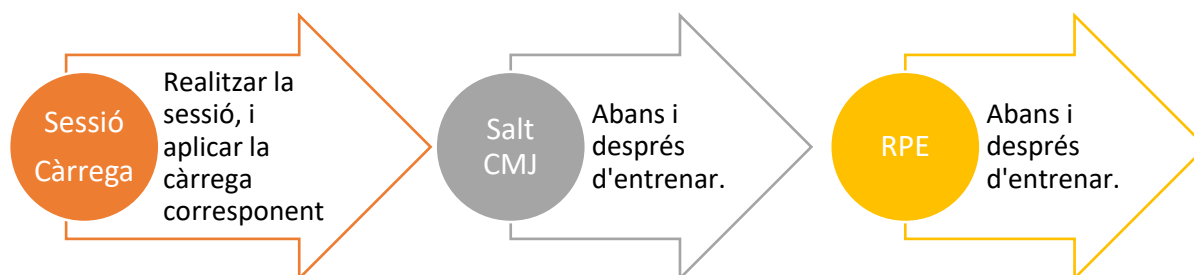 Sessió
Càrrega
Realitzar la
sessió, i
aplicar la
càrrega
corresponent
Salt
CMJ
Abans i
després
d'entrenar.
RPE
Abans i
després
d'entrenar.